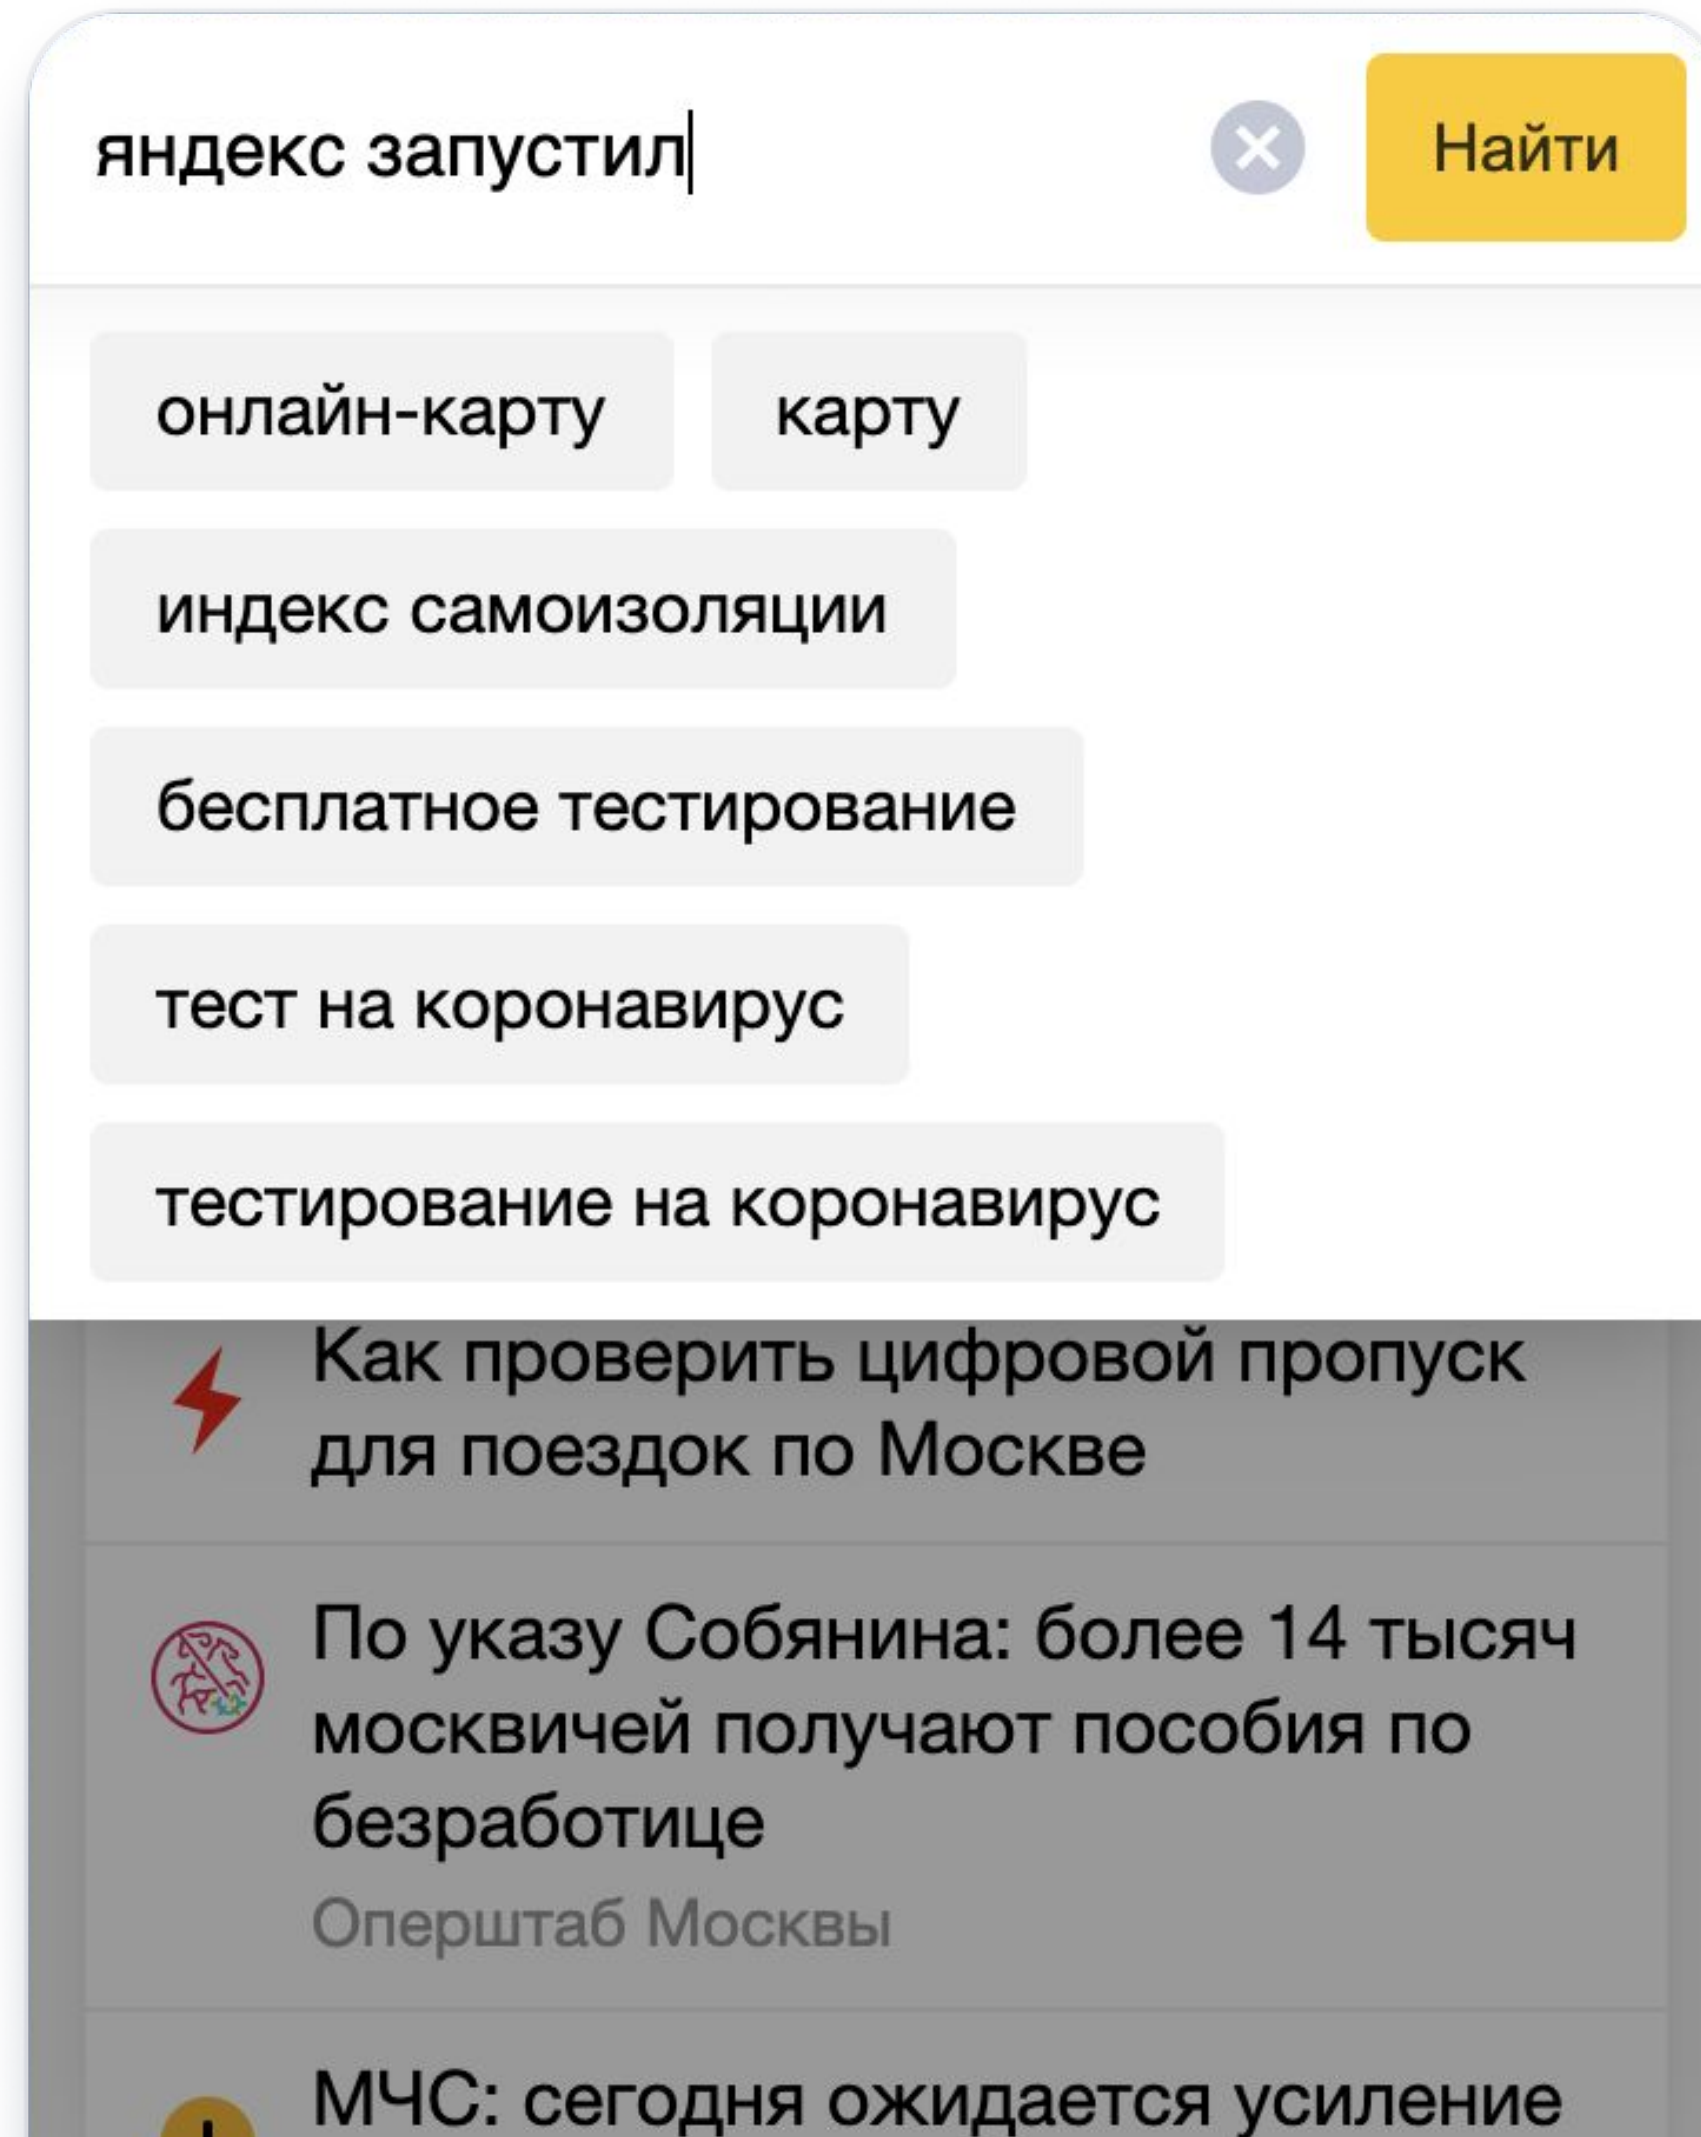 яндекс запустил
Найти
онлайн-карту
карту
индекс самоизоляции
бесплатное тестирование
тест на коронавирус
тестирование на коронавирус
Как проверить цифровой пропуск
для поездок по Москве
По указу Собянина: более 14 тысяч
москвичей получают пособия по
безработице
Оперштаб Москвы
МЧС: сегодня ожидается усиление